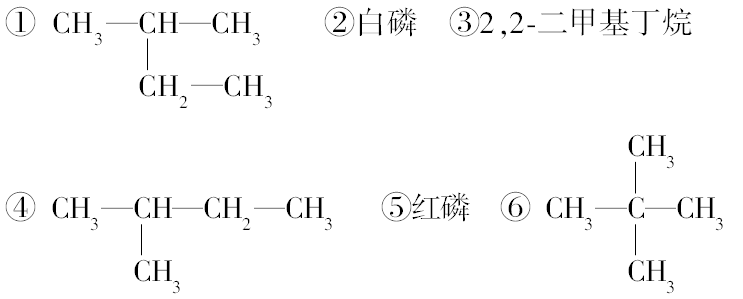 ① CH₃—CH—CH₃ ②白磷 ③2,2-二甲基丁烷
CH₂—CH₃
CH₃
④ CH₃—CH—CH₂—CH₃ ⑤红磷 ⑥ CH₃—C—CH₃
CH₃ CH₃